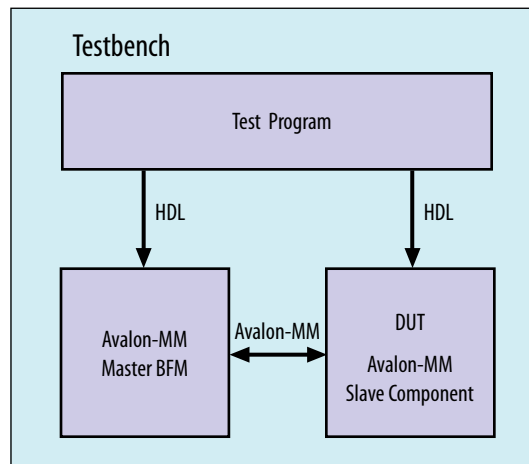 Testbench
Test Program
HDL
HDL
Avalon-MM
Master BFM
Avalon-MM
DUT
Avalon-MM
Slave Component